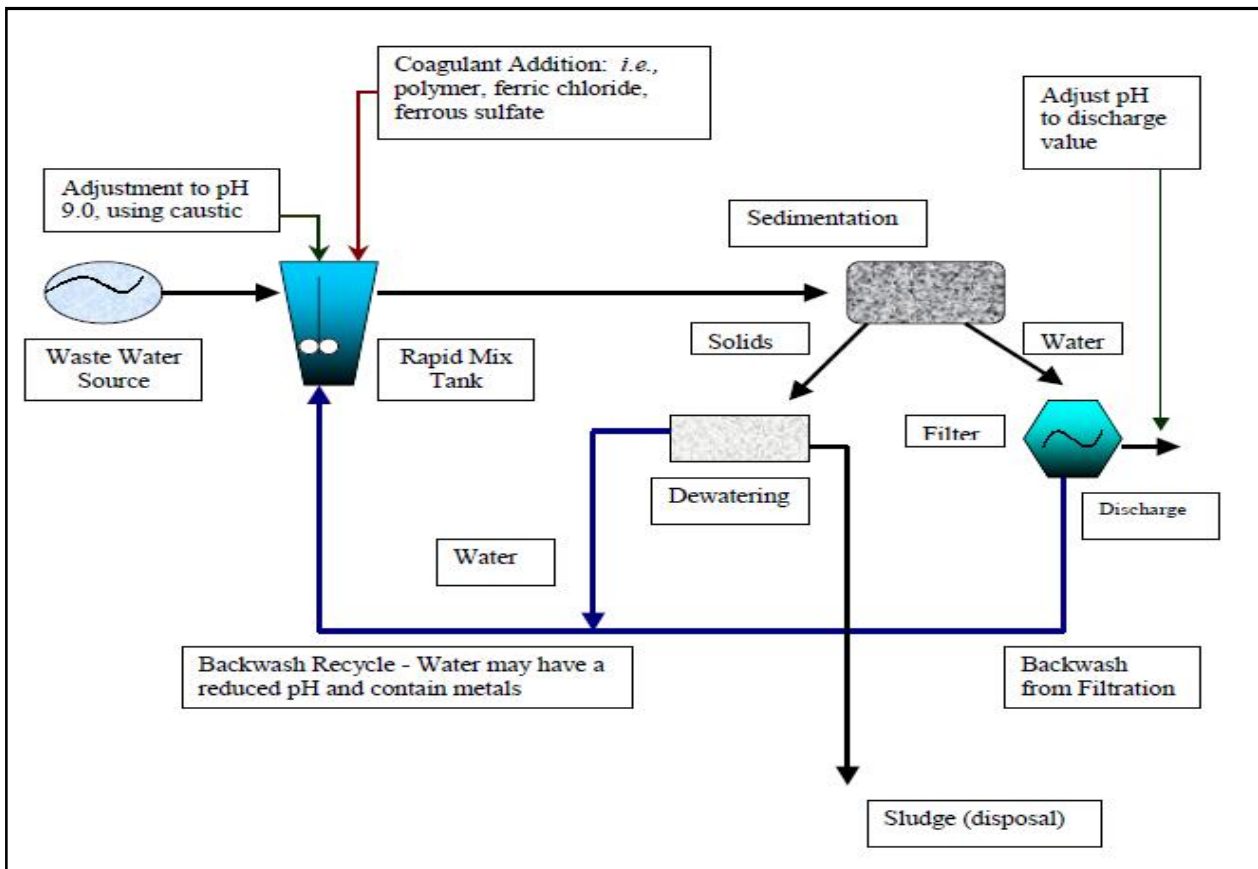 Coagulant Addition: i.e.,
polymer, ferric chloride,
ferrous sulfate
Adjust pH
to discharge
value
Adjustment to pH
9.0, using caustic
Sedimentation
Waste Water
Source
Rapid Mix
Tank
Solids
Water
Filter
Dewatering
Discharge
Water
Backwash Recycle - Water may have a
reduced pH and contain metals
Backwash
from Filtration
Sludge (disposal)